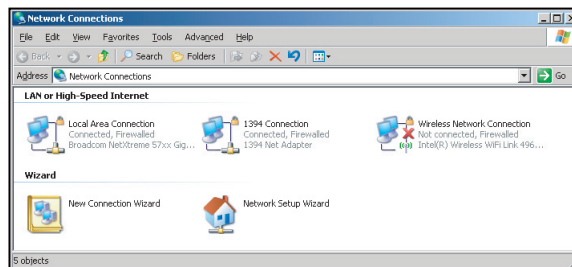 Network Connections
File Edit View Favorites Tools Advanced Help
Back Search Folders
Address Network Connections Go
LAN or High-Speed Internet
Local Area Connection
Connected, Firewalled
Broadcom NetXtreme 57xx Gig...
1394 Connection
Connected, Firewalled
1394 Net Adapter
Wireless Network Connection
Not connected, Firewalled
Intel(R) Wireless WiFi Link 496...
Wizard
New Connection Wizard
Network Setup Wizard
5 objects